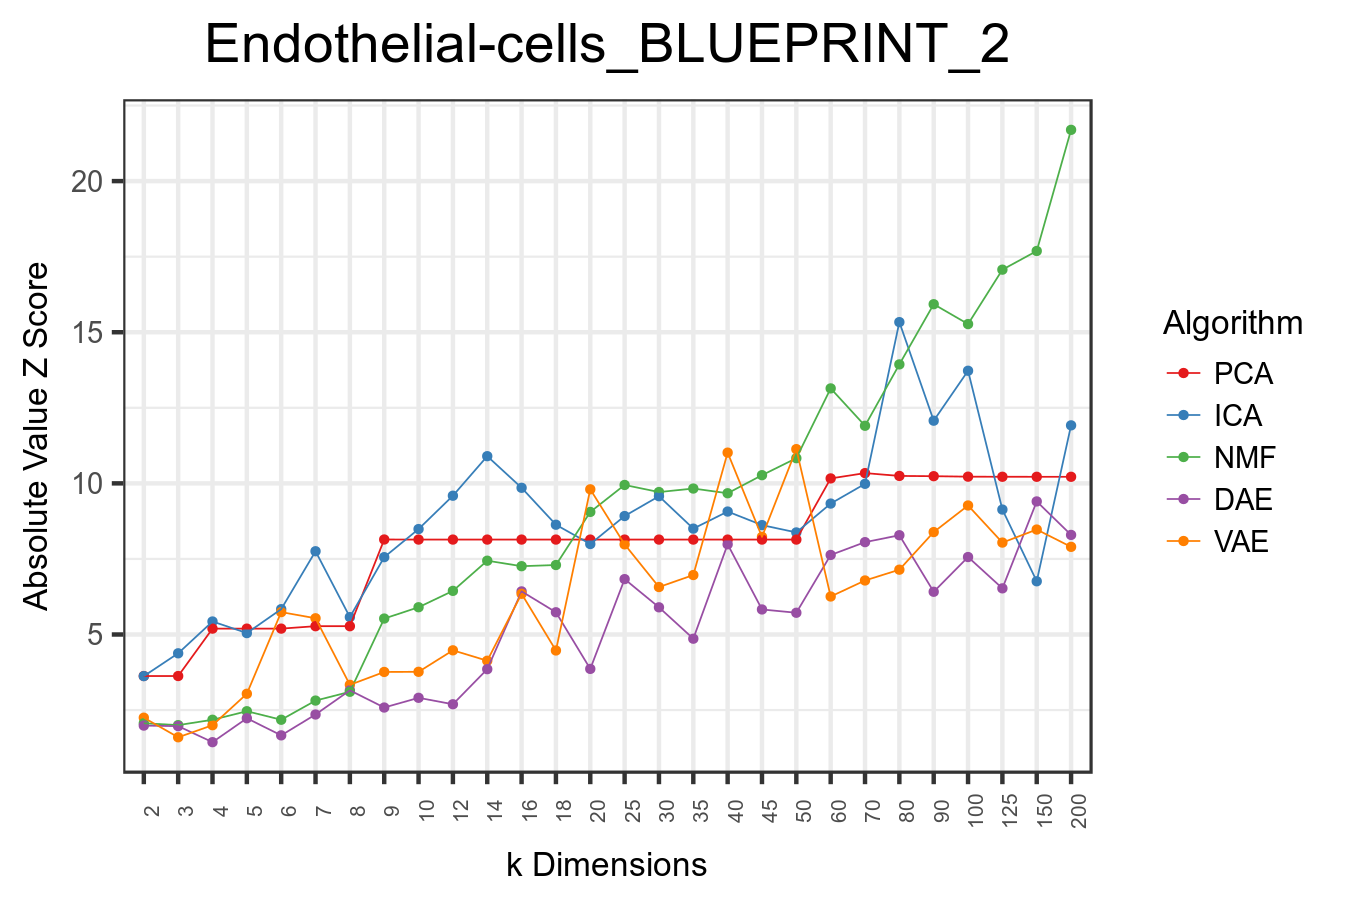 Endothelial-cells_BLUEPRINT_2
Absolute Value Z Score
20
15
10
5
2 3 4 5 6 7 8 9 10 12 14 16 18 20 25 30 35 40 45 50 60 70 80 90 100 125 150 200
k Dimensions
Algorithm
PCA
ICA
NMF
DAE
VAE